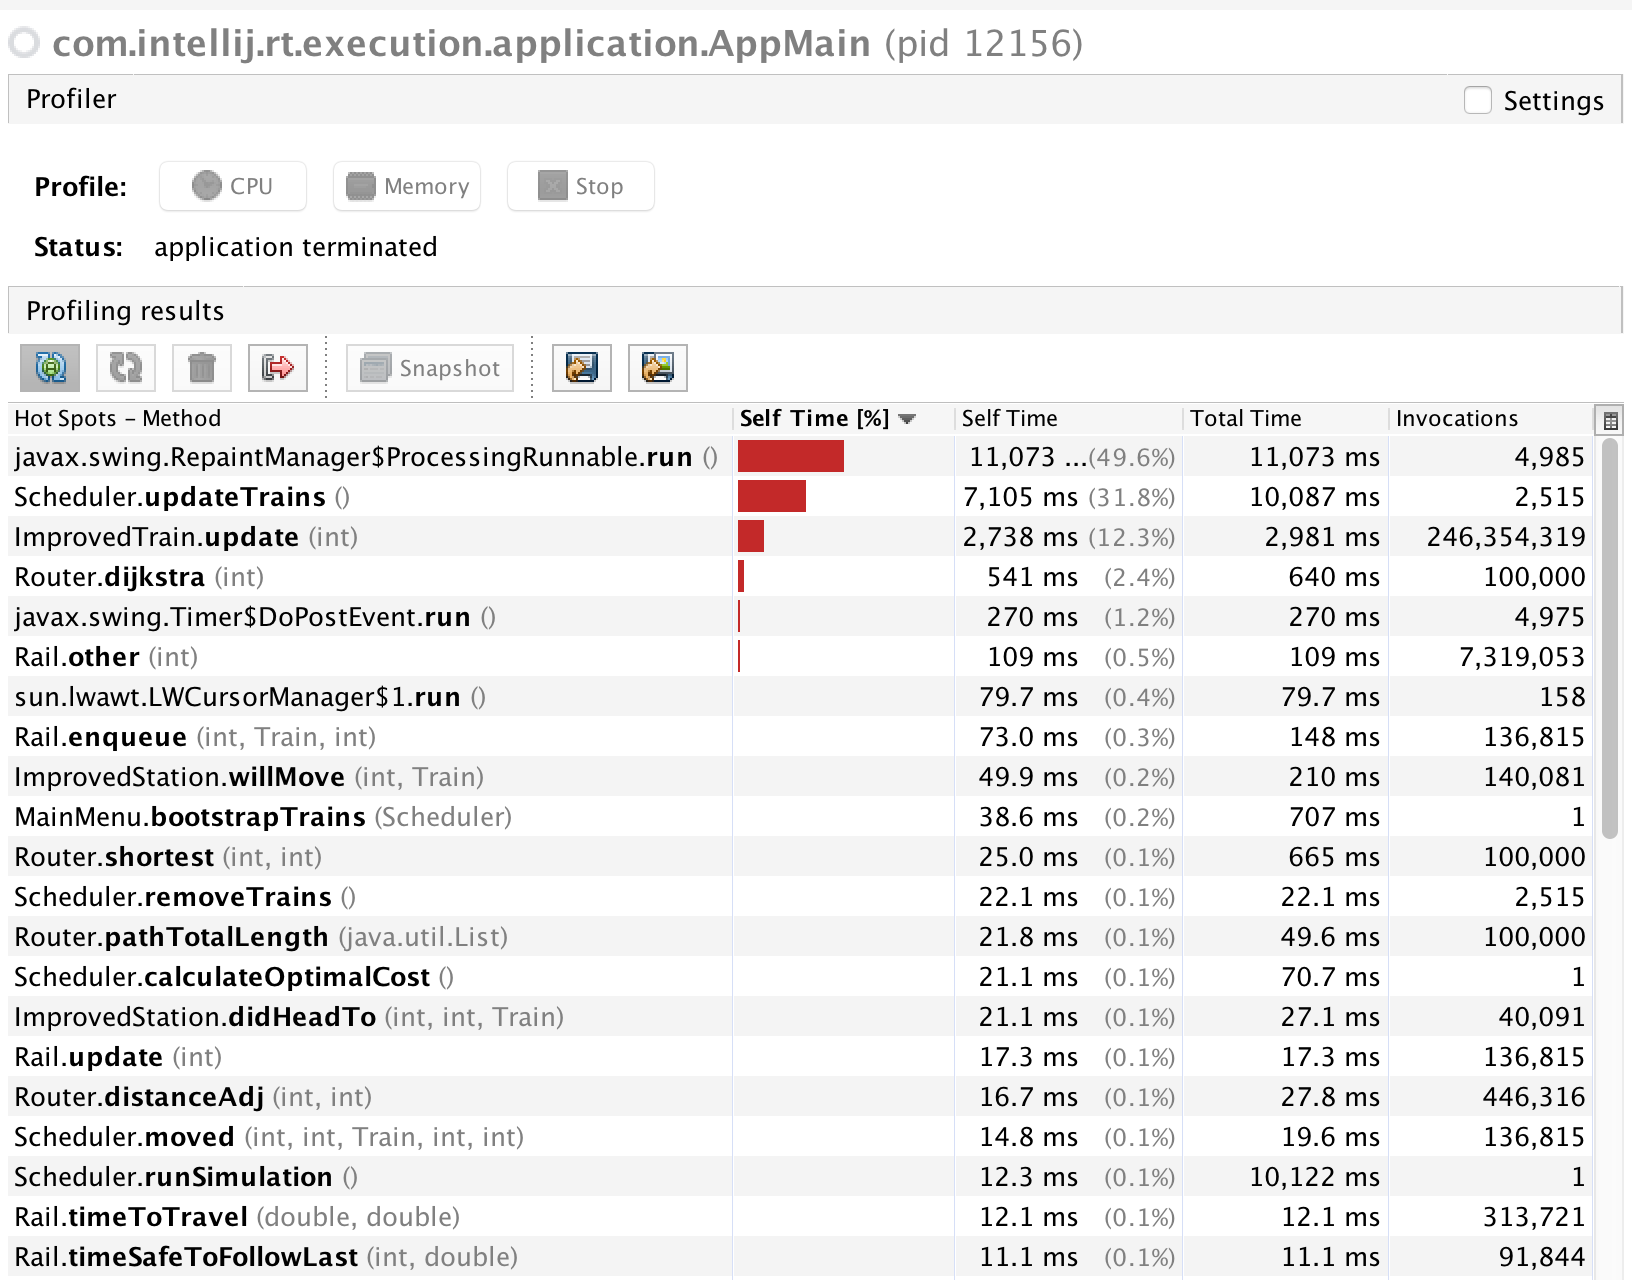 com.intellij.rt.execution.application.AppMain (pid 12156)
Profiler Settings
Profile: CPU Memory Stop
Status: application terminated
Profiling results
Snapshot
Hot Spots – Method Self Time [%] Self Time Total Time Invocations
javax.swing.RepaintManager$ProcessingRunnable.run () 11,073 ...(49.6%) 11,073 ms 4,985
Scheduler.updateTrains () 7,105 ms (31.8%) 10,087 ms 2,515
ImprovedTrain.update (int) 2,738 ms (12.3%) 2,981 ms 246,354,319
Router.dijkstra (int) 541 ms (2.4%) 640 ms 100,000
javax.swing.Timer$DoPostEvent.run () 270 ms (1.2%) 270 ms 4,975
Rail.other (int) 109 ms (0.5%) 109 ms 7,319,053
sun.lwawt.LWCursorManager$1.run () 79.7 ms (0.4%) 79.7 ms 158
Rail.enqueue (int, Train, int) 73.0 ms (0.3%) 148 ms 136,815
ImprovedStation.willMove (int, Train) 49.9 ms (0.2%) 210 ms 140,081
MainMenu.bootstrapTrains (Scheduler) 38.6 ms (0.2%) 707 ms 1
Router.shortest (int, int) 25.0 ms (0.1%) 665 ms 100,000
Scheduler.removeTrains () 22.1 ms (0.1%) 22.1 ms 2,515
Router.pathTotalLength (java.util.List) 21.8 ms (0.1%) 49.6 ms 100,000
Scheduler.calculateOptimalCost () 21.1 ms (0.1%) 70.7 ms 1
ImprovedStation.didHeadTo (int, int, Train) 21.1 ms (0.1%) 27.1 ms 40,091
Rail.update (int) 17.3 ms (0.1%) 17.3 ms 136,815
Router.distanceAdj (int, int) 16.7 ms (0.1%) 27.8 ms 446,316
Scheduler.moved (int, int, Train, int, int) 14.8 ms (0.1%) 19.6 ms 136,815
Scheduler.runSimulation () 12.3 ms (0.1%) 10,122 ms 1
Rail.timeToTravel (double, double) 12.1 ms (0.1%) 12.1 ms 313,721
Rail.timeSafeToFollowLast (int, double) 11.1 ms (0.1%) 11.1 ms 91,844